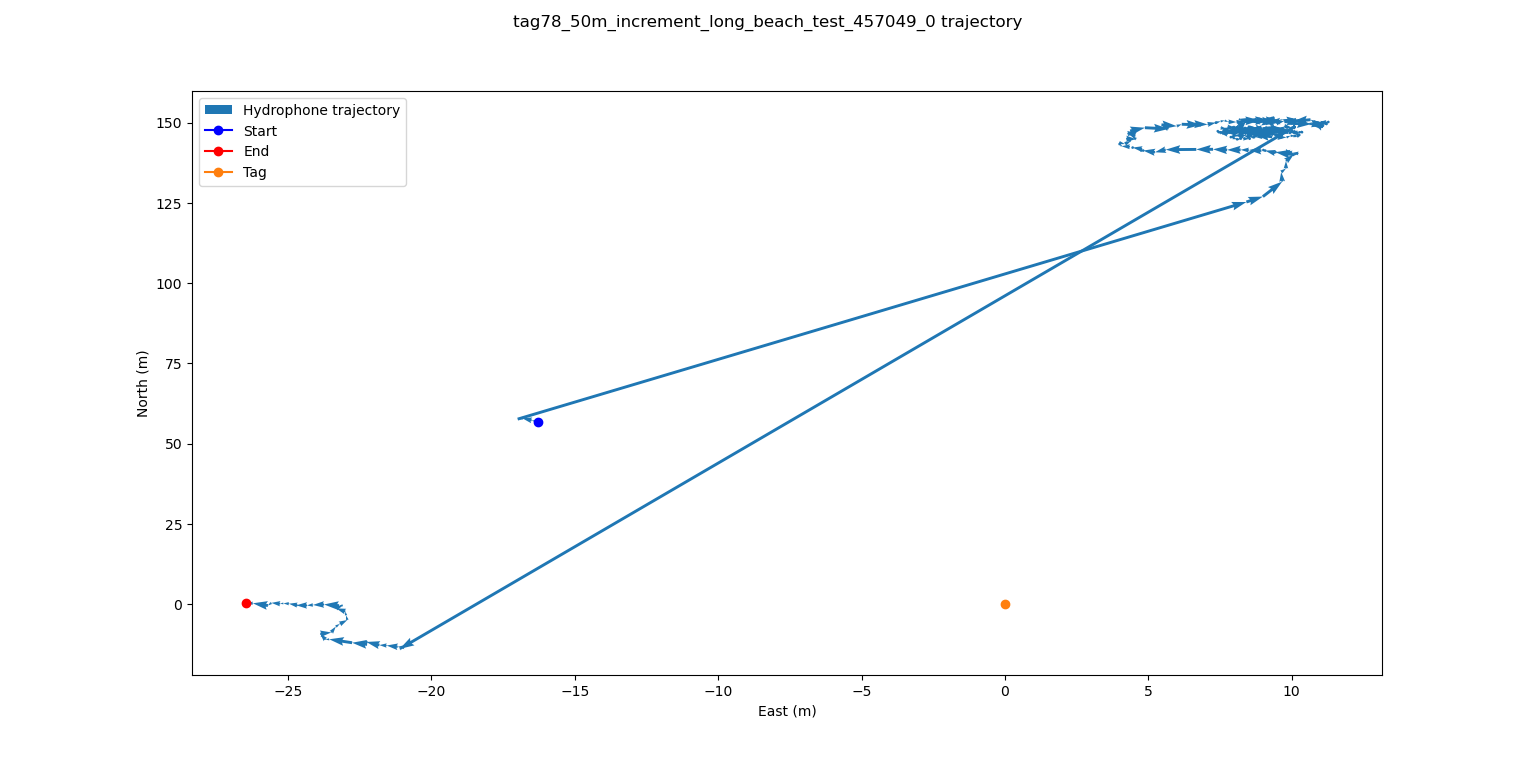 tag78_50m_increment_long_beach_test_457049_0 trajectory
Hydrophone trajectory
Start
End
Tag
150
125
100
75
50
25
0
North (m)
−25
−20
−15
−10
−5
0
5
10
East (m)